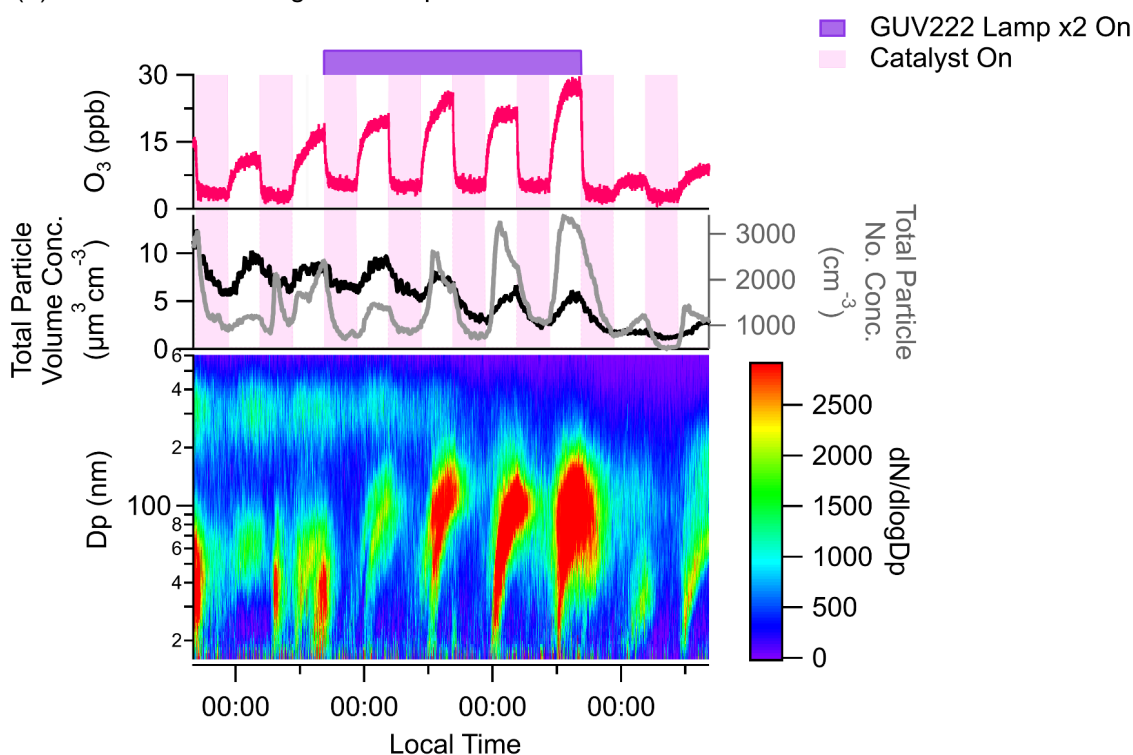 GUV222 Lamp x2 On
Catalyst On
30
15
0
O3 (ppb)
10
5
0
Total Particle
Volume Conc.
(µm3 cm-3)
3000
2000
1000
Total Particle
No. Conc.
(cm-3)
6
4
2
100
8
6
4
2
Dp (nm)
2500
2000
1500
1000
500
0
dN/dlogDp
00:00 00:00 00:00 00:00
Local Time